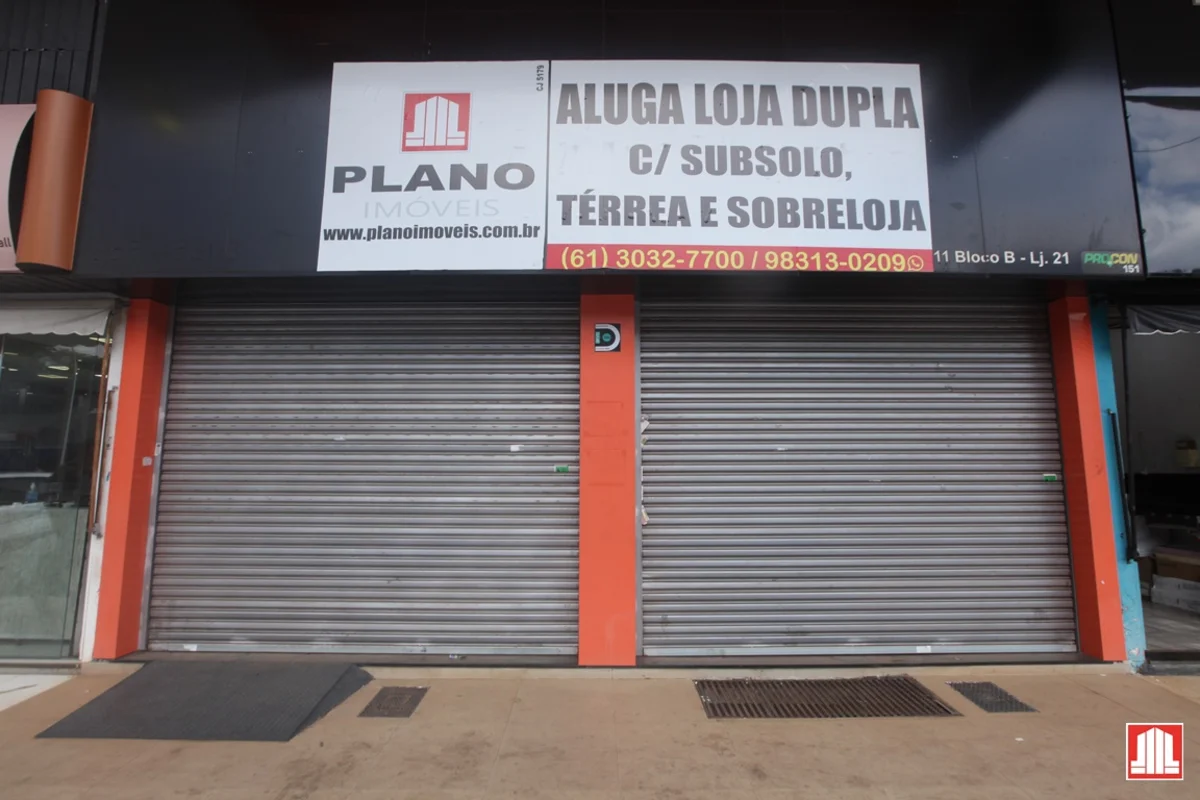 CJ 5179
PLANO
IMÓVEIS
www.planoimoveis.com.br
ALUGA LOJA DUPLA
C/ SUBSOLO,
TÉRREA E SOBRELOJA
(61) 3032-7700 / 98313-0209
11 Bloco B - Lj. 21
PROCON
151